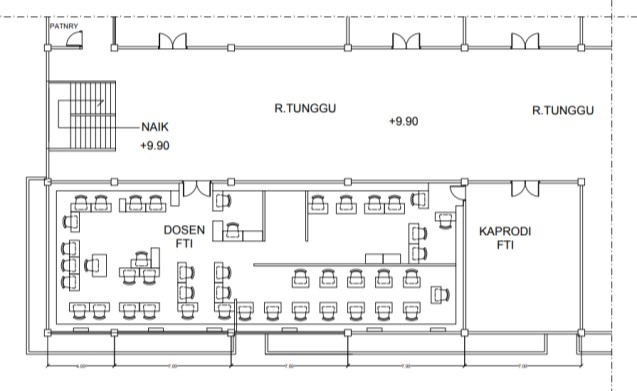 PATNRY
R.TUNGGU
R.TUNGGU
+9.90
NAIK
+9.90
DOSEN
FTI
KAPRODI
FTI